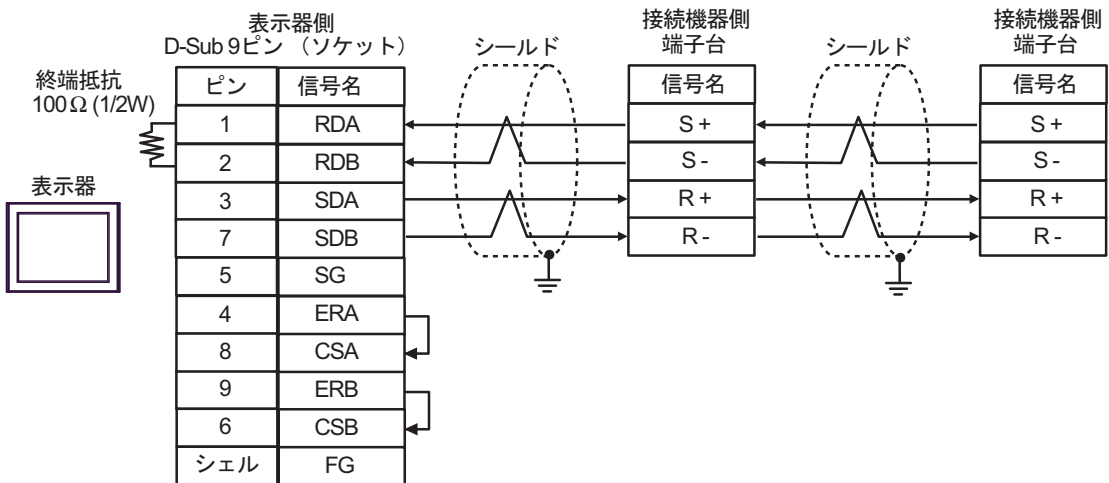 表示器側
D-Sub 9ピン （ソケット）
終端抵抗
100Ω (1/2W)
表示器
ピン 信号名
1 RDA
2 RDB
3 SDA
7 SDB
5 SG
4 ERA
8 CSA
9 ERB
6 CSB
シェル FG
シールド
接続機器側
端子台
信号名
S +
S -
R +
R -
シールド
接続機器側
端子台
信号名
S +
S -
R +
R -